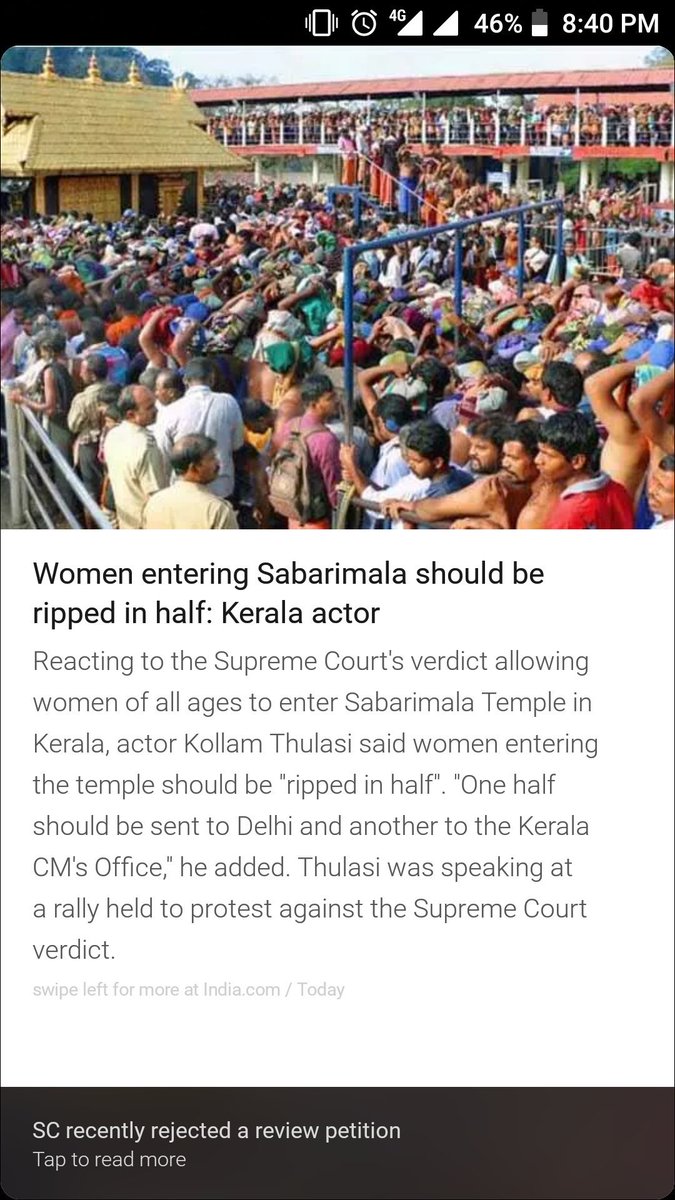 4G 46% 8:40 PM
Women entering Sabarimala should be
ripped in half: Kerala actor
Reacting to the Supreme Court's verdict allowing
women of all ages to enter Sabarimala Temple in
Kerala, actor Kollam Thulasi said women entering
the temple should be "ripped in half". "One half
should be sent to Delhi and another to the Kerala
CM's Office," he added. Thulasi was speaking at
a rally held to protest against the Supreme Court
verdict.
swipe left for more at India.com / Today
SC recently rejected a review petition
Tap to read more